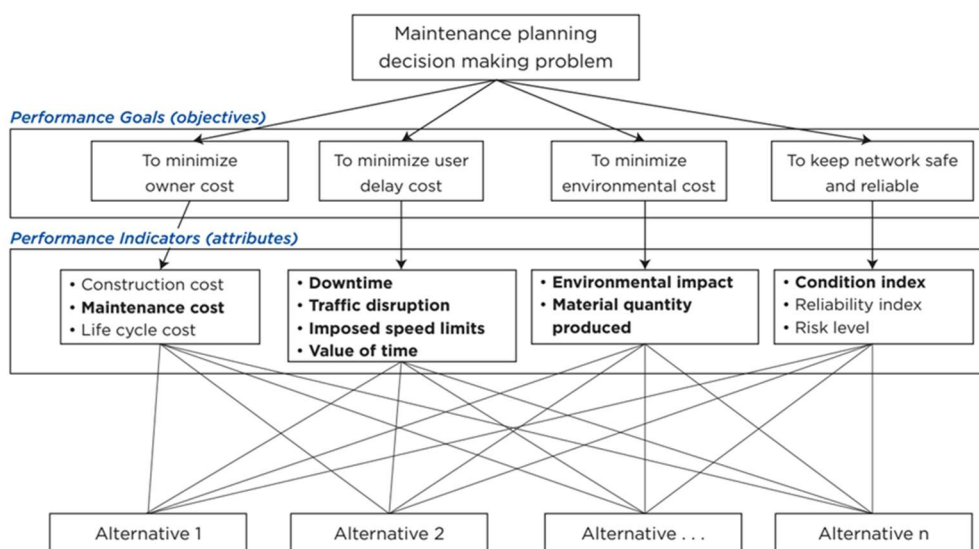 Maintenance planning
decision making problem
Performance Goals (objectives)
To minimize
owner cost
To minimize user
delay cost
To minimize
environmental cost
To keep network safe
and reliable
Performance Indicators (attributes)
• Construction cost
• Maintenance cost
• Life cycle cost
• Downtime
• Traffic disruption
• Imposed speed limits
• Value of time
• Environmental impact
• Material quantity
produced
• Condition index
• Reliability index
• Risk level
Alternative 1
Alternative 2
Alternative . . .
Alternative n